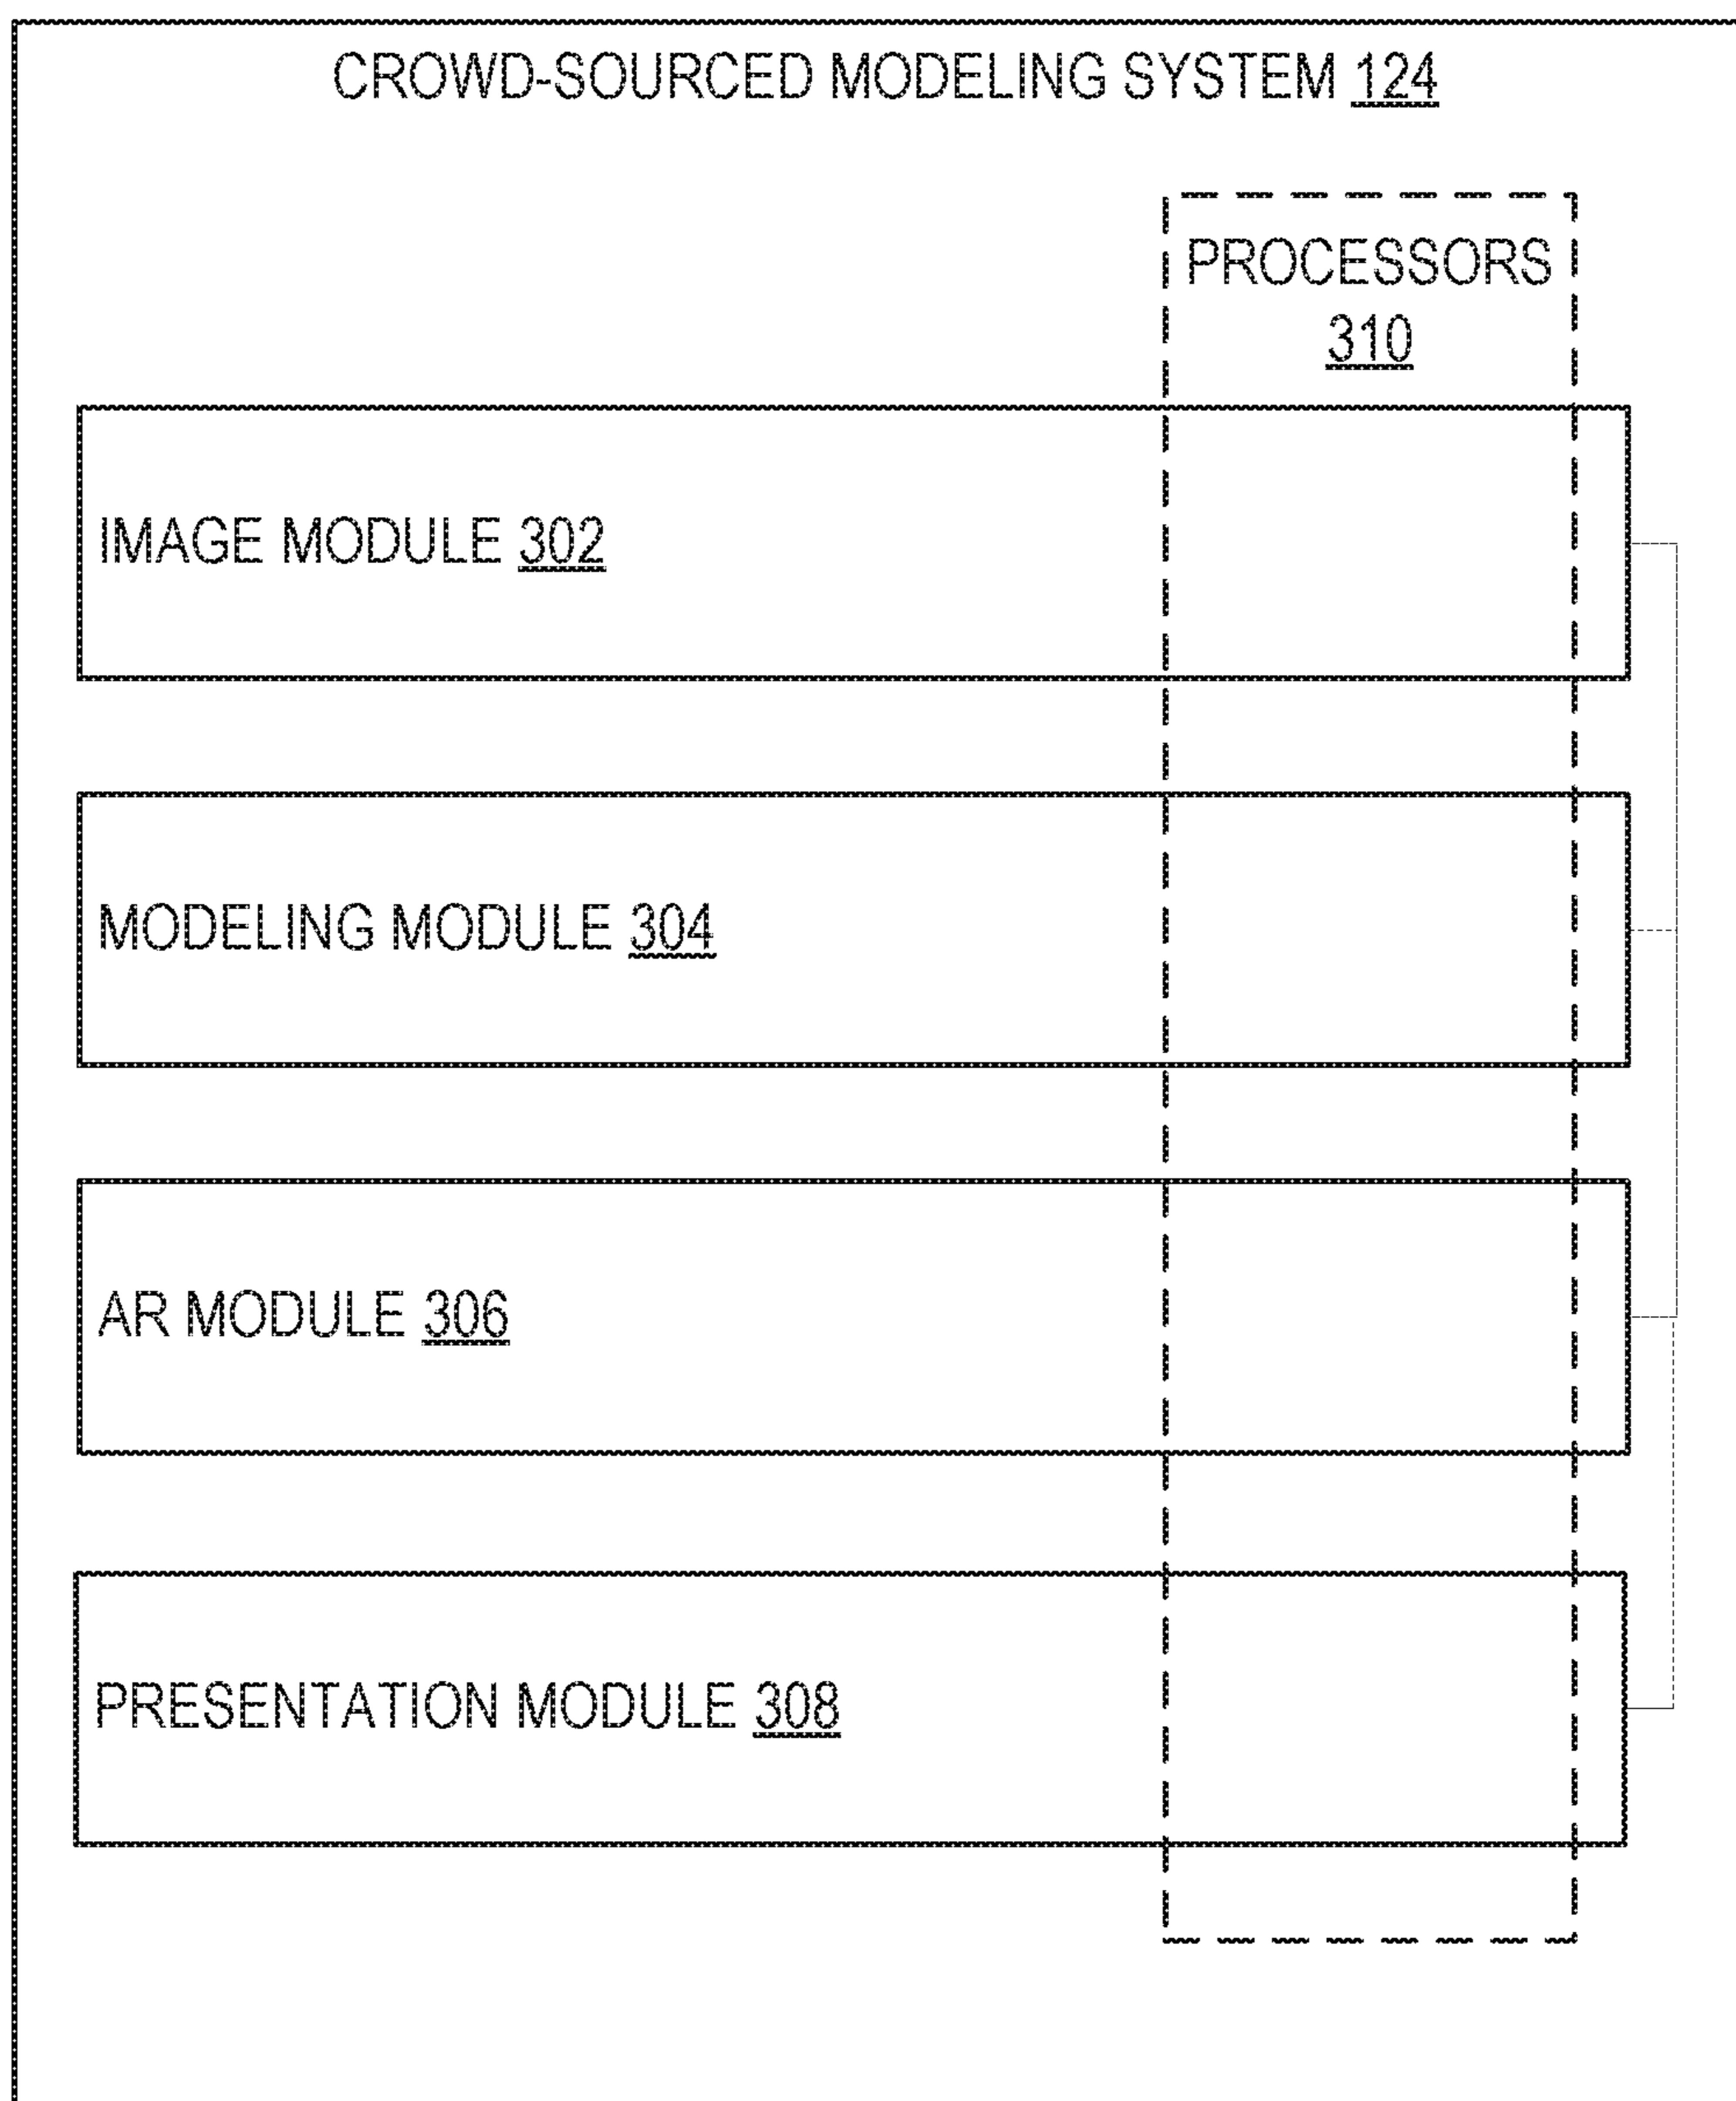 CROWD-SOURCED MODELING SYSTEM 124
PROCESSORS
310
IMAGE MODULE 302
MODELING MODULE 304
AR MODULE 306
PRESENTATION MODULE 308